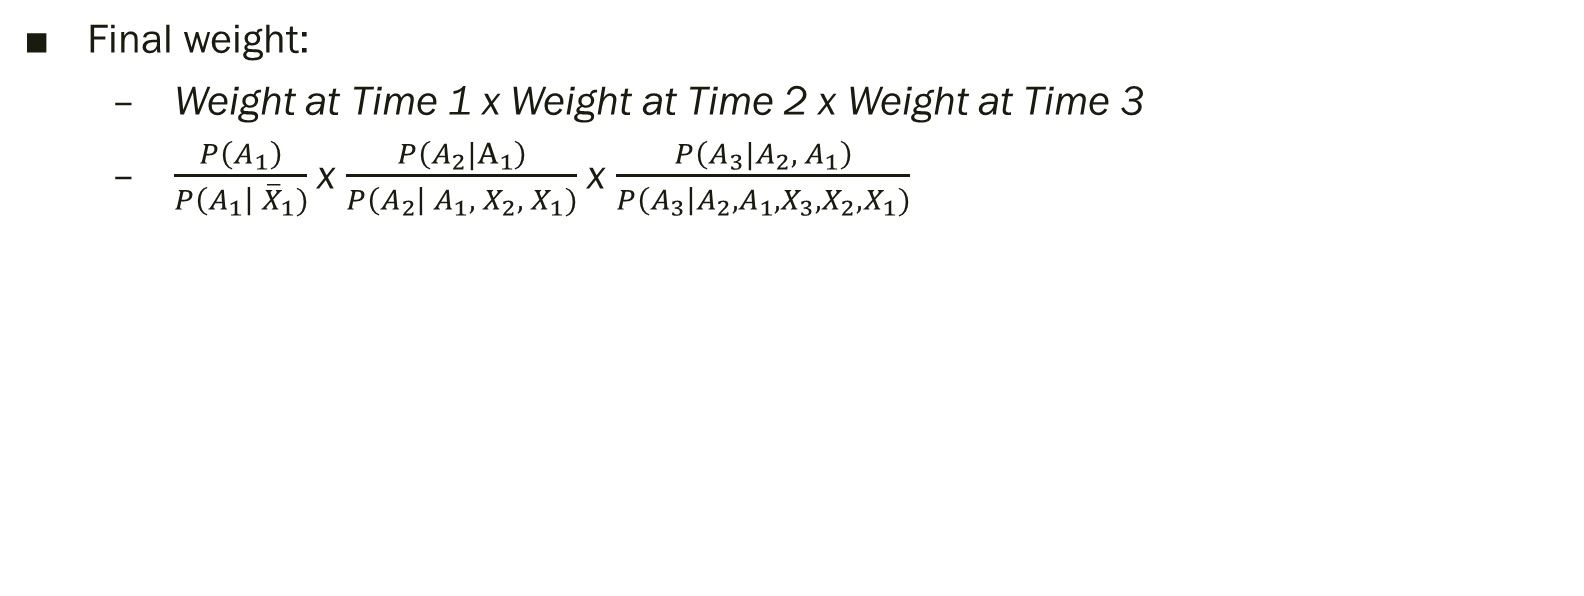 ■ Final weight:
– Weight at Time 1 x Weight at Time 2 x Weight at Time 3
– P(A₁)/P(A₁| X̿₁) x P(A₂|A₁)/P(A₂| A₁, X₂, X₁) x P(A₃|A₂, A₁)/P(A₃|A₂,A₁,X₃,X₂,X₁)